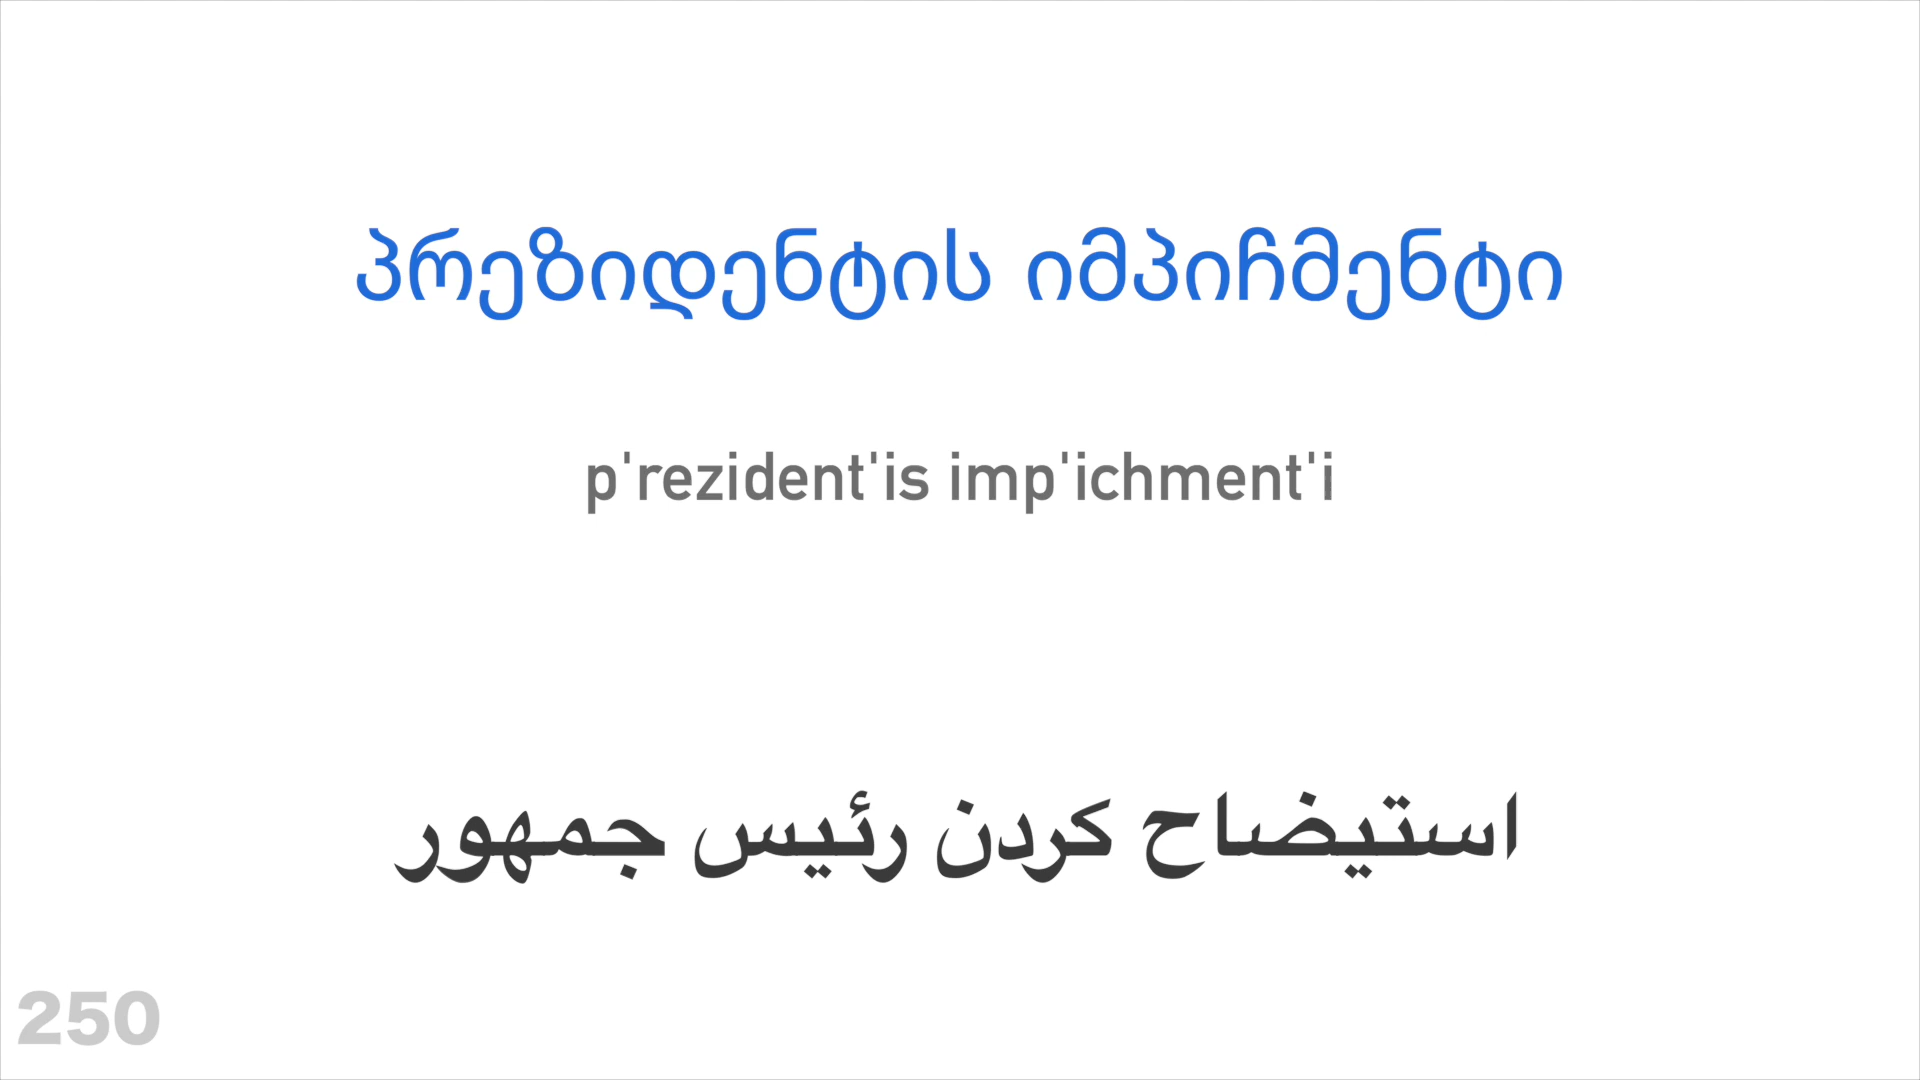 პრეზიდენტის იმპიჩმენტი
p'rezident'is imp'ichment'i
استیضاح کردن رئیس جمهور
250